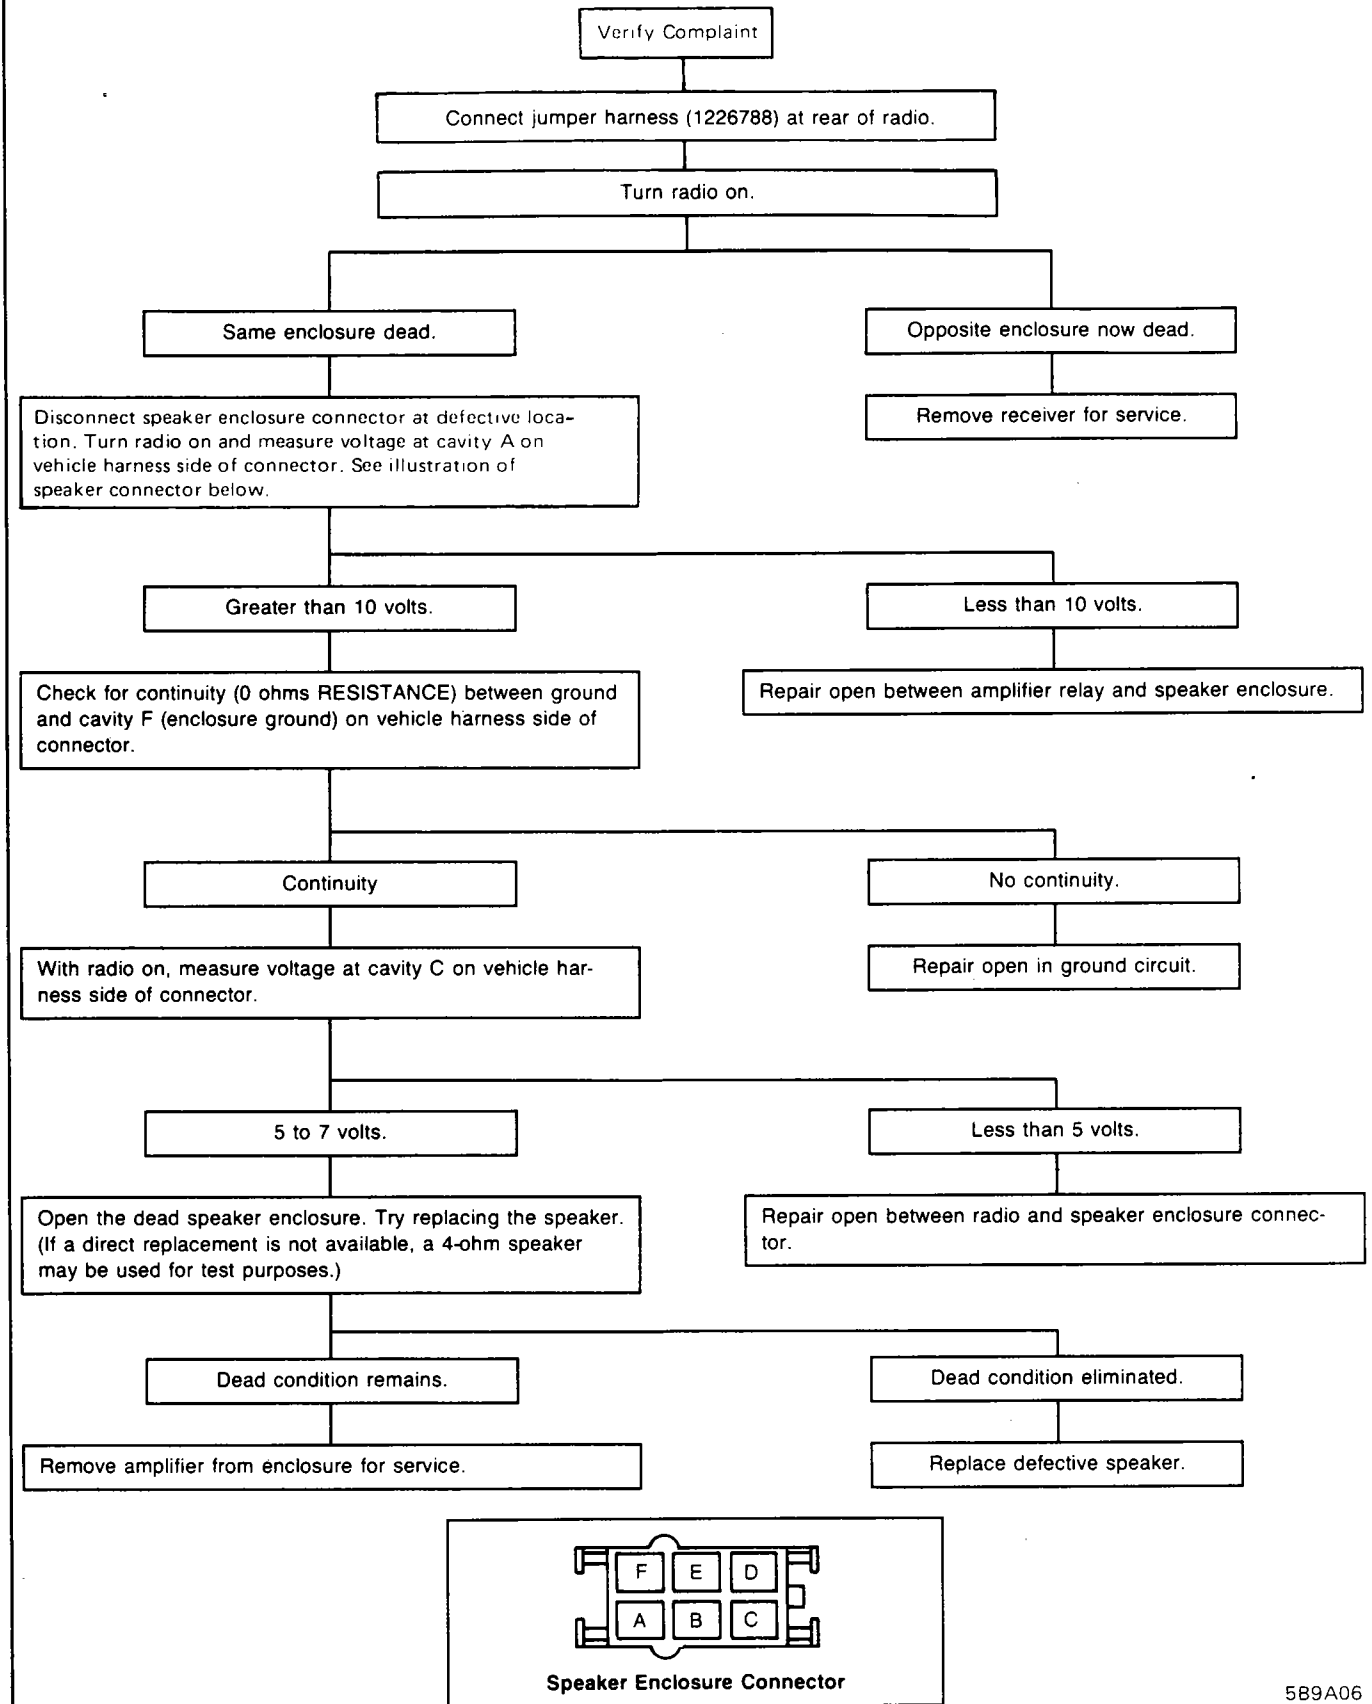 Verify Complaint
Connect jumper harness (1226788) at rear of radio.
Turn radio on.
Same enclosure dead.
Opposite enclosure now dead.
Disconnect speaker enclosure connector at defective loca-
tion. Turn radio on and measure voltage at cavity A on
vehicle harness side of connector. See illustration of
speaker connector below.
Remove receiver for service.
Greater than 10 volts.
Less than 10 volts.
Check for continuity (0 ohms RESISTANCE) between ground
and cavity F (enclosure ground) on vehicle harness side of
connector.
Repair open between amplifier relay and speaker enclosure.
Continuity
No continuity.
With radio on, measure voltage at cavity C on vehicle har-
ness side of connector.
Repair open in ground circuit.
5 to 7 volts.
Less than 5 volts.
Open the dead speaker enclosure. Try replacing the speaker.
(If a direct replacement is not available, a 4-ohm speaker
may be used for test purposes.)
Repair open between radio and speaker enclosure connec-
tor.
Dead condition remains.
Dead condition eliminated.
Remove amplifier from enclosure for service.
Replace defective speaker.
F E D
A B C
Speaker Enclosure Connector
5B9A06